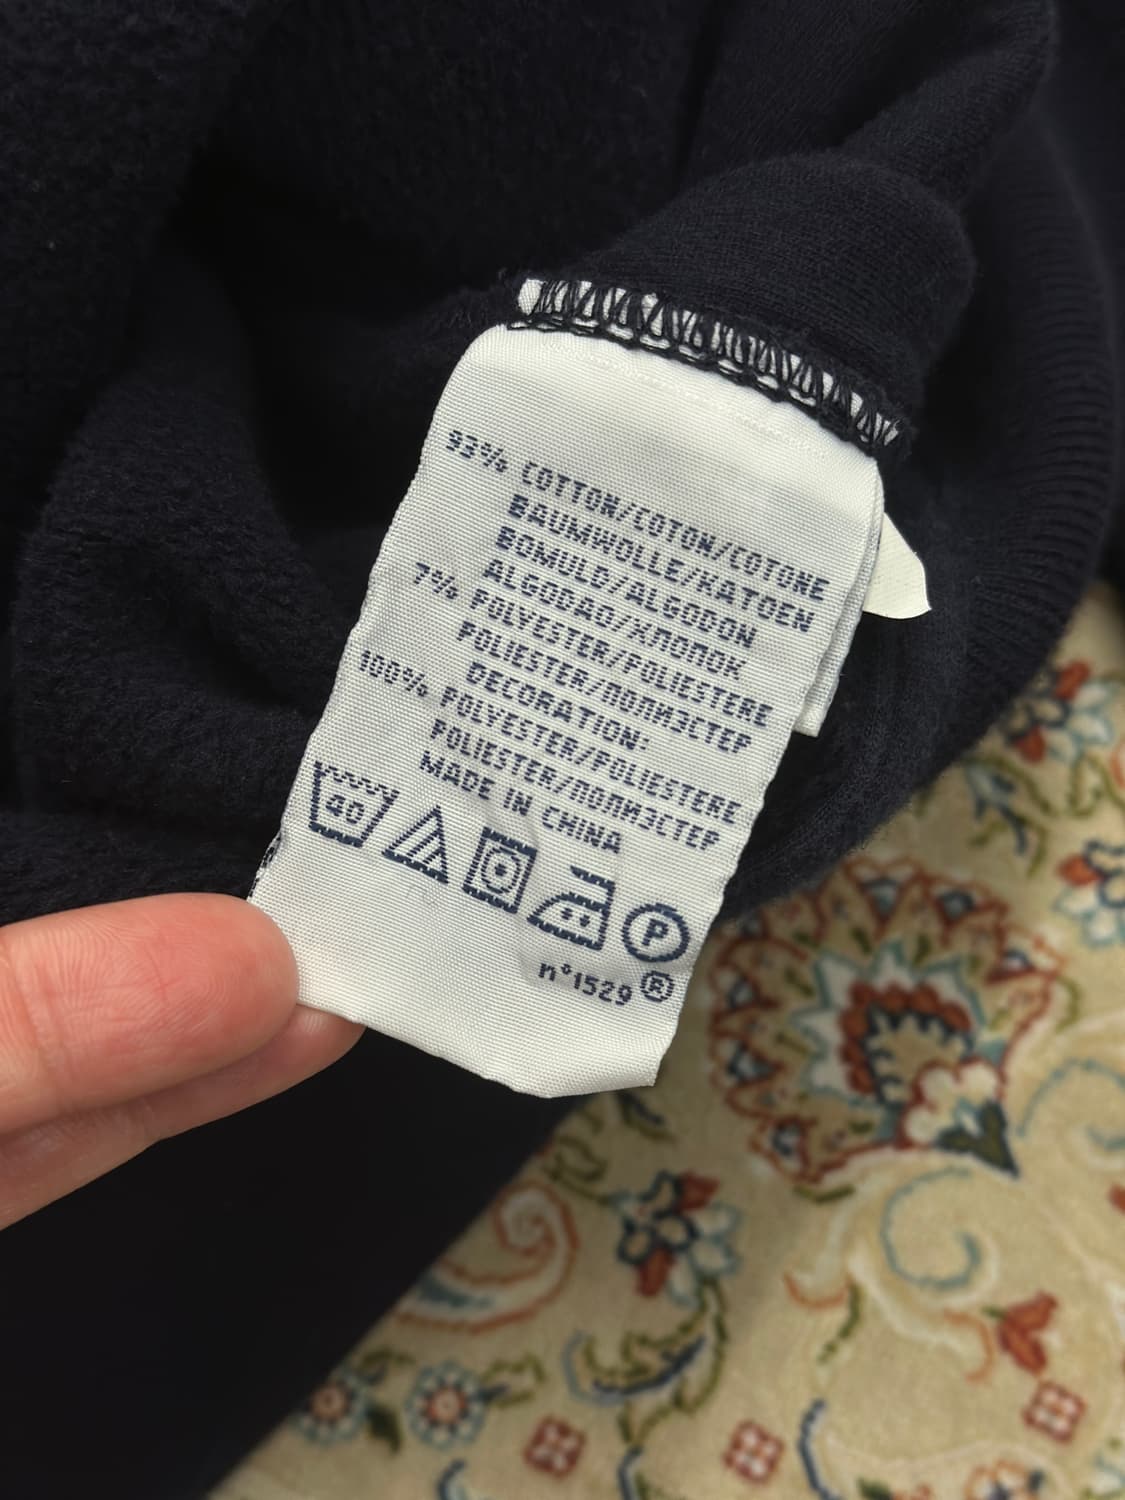 93% COTTON/COTON/COTONE
BAUMWOLLE/KATOEN
BOMULD/ALGODON
ALGODAO/ХЛОПОК
7% POLYESTER/POLIESTERE
POLIESTER/ПОЛИЭСТЕР
DECORATION:
100% POLYESTER/POLIESTERE
POLIESTER/ПОЛИЭСТЕР
MADE IN CHINA
40
P
n°1529 ®